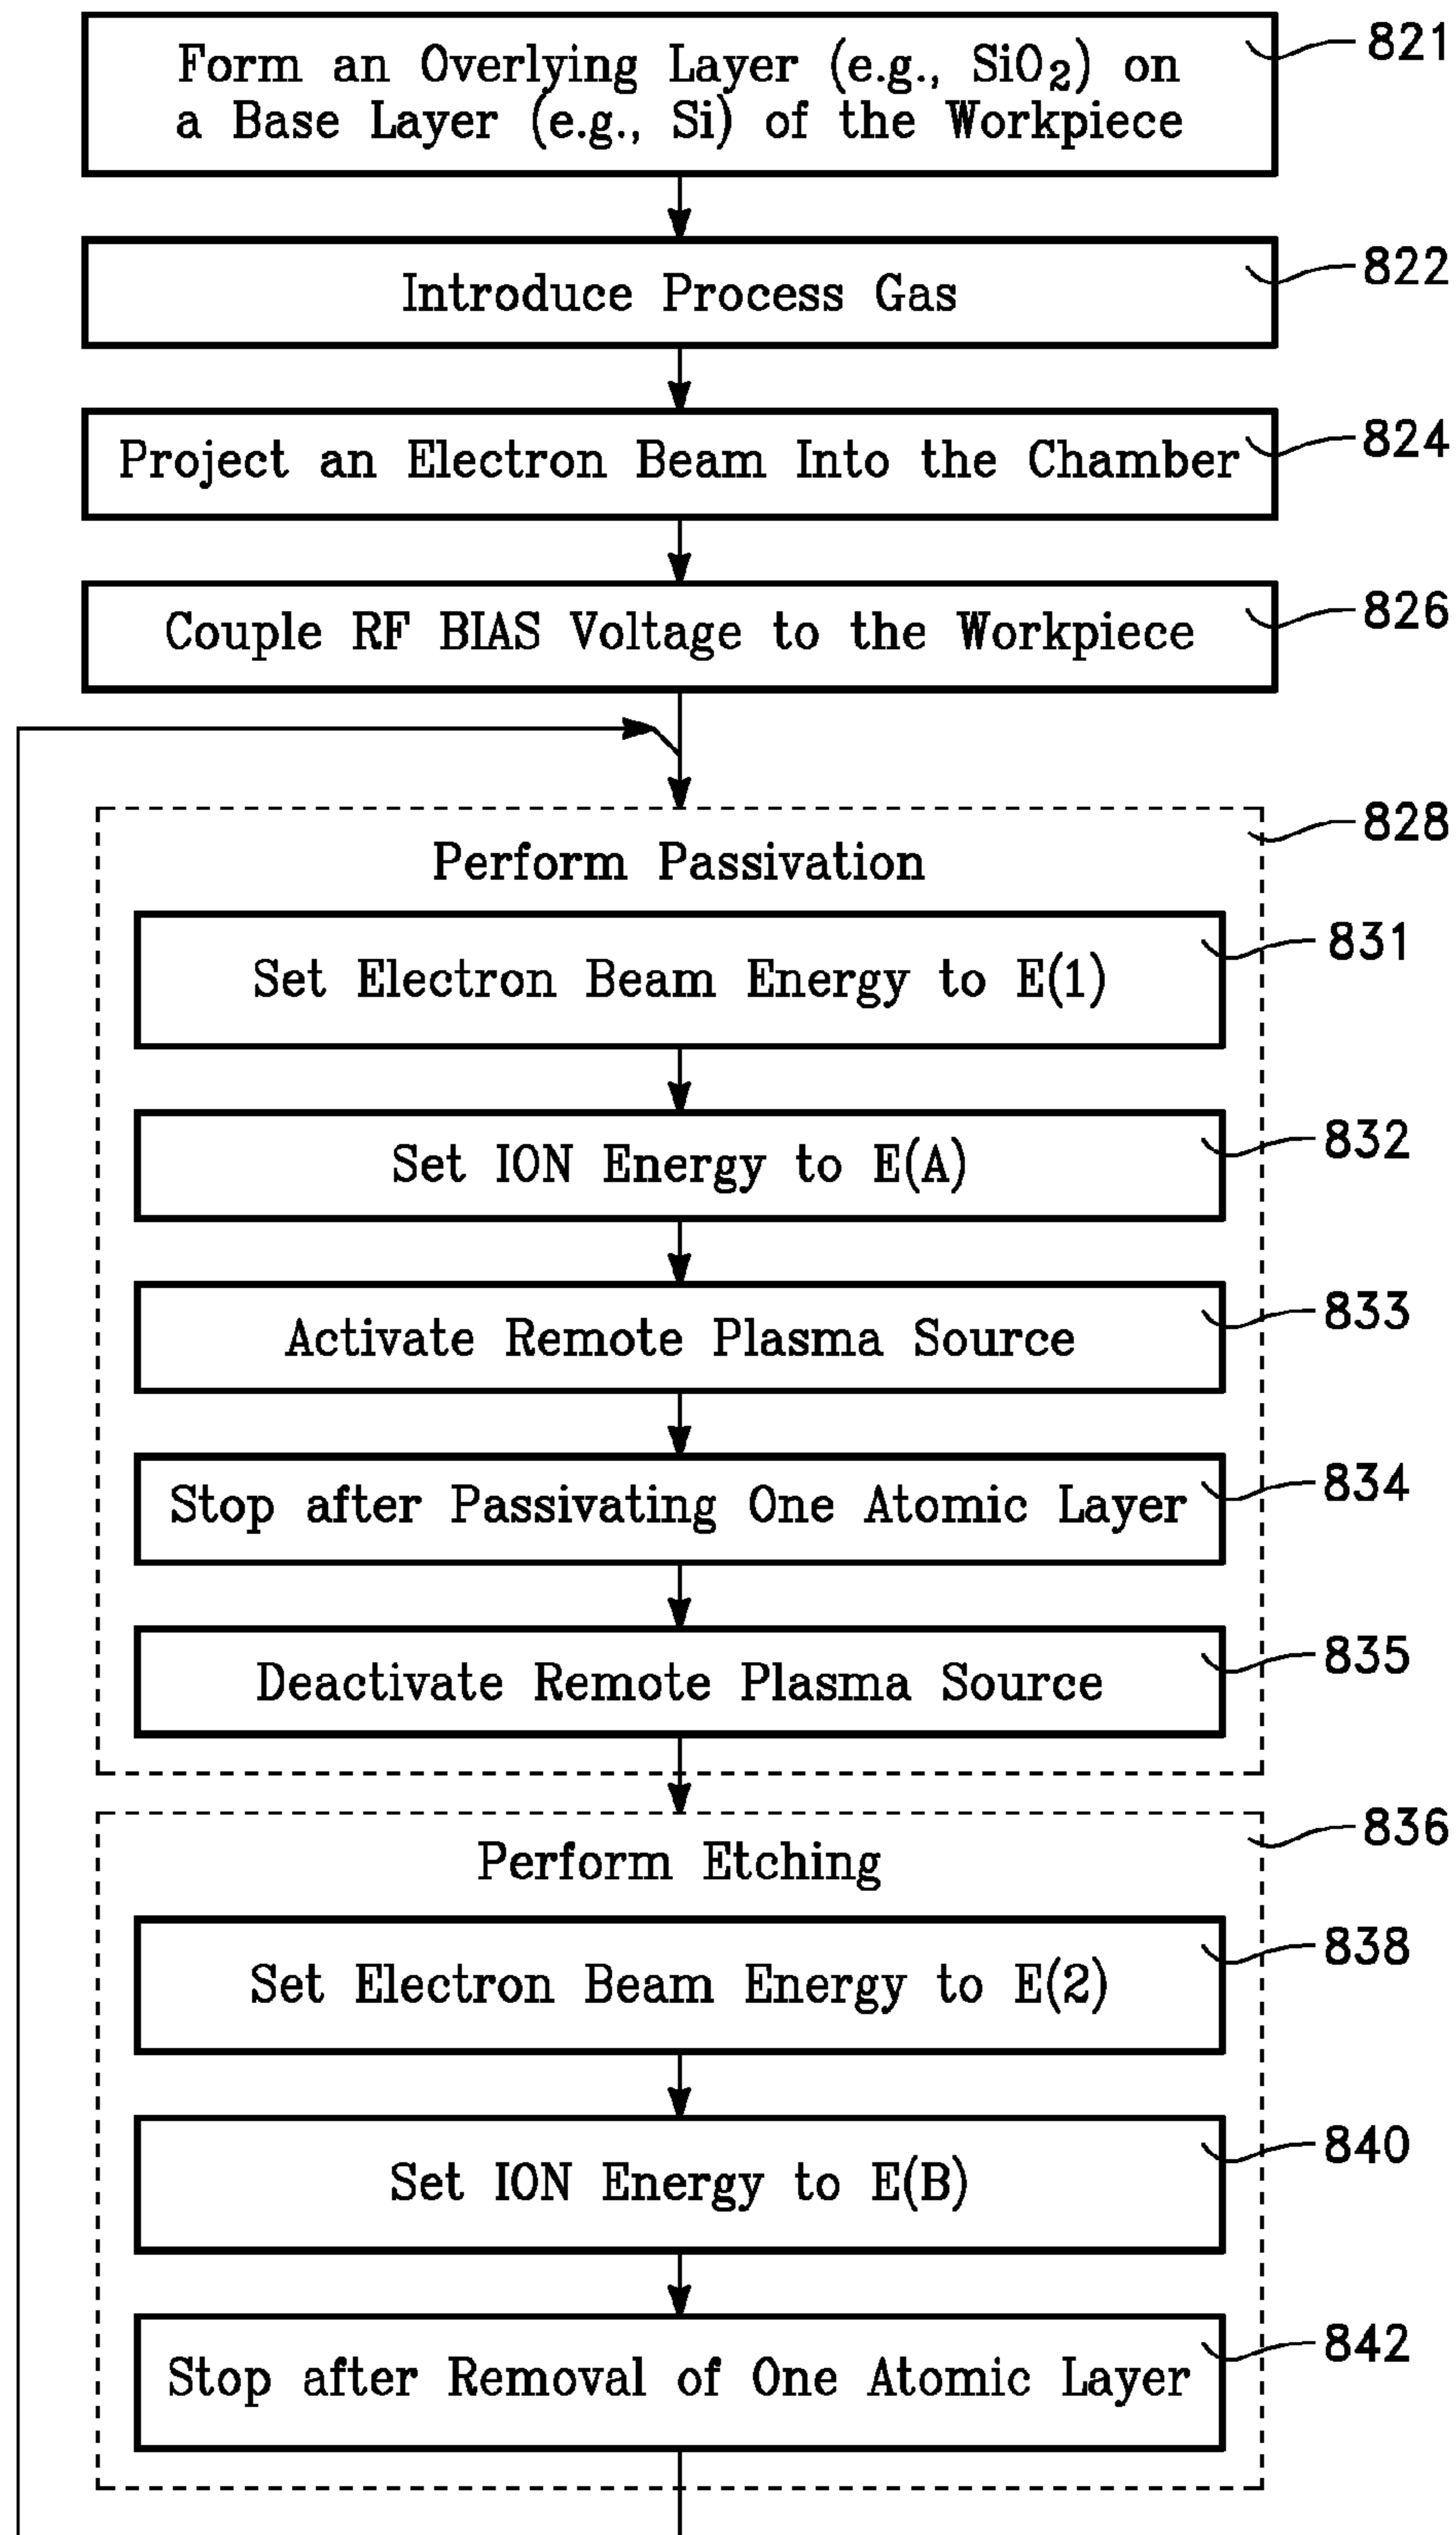 Form an Overlying Layer (e.g., SiO₂) on
a Base Layer (e.g., Si) of the Workpiece
821
Introduce Process Gas
822
Project an Electron Beam Into the Chamber
824
Couple RF BIAS Voltage to the Workpiece
826
828
Perform Passivation
Set Electron Beam Energy to E(1)
831
Set ION Energy to E(A)
832
Activate Remote Plasma Source
833
Stop after Passivating One Atomic Layer
834
Deactivate Remote Plasma Source
835
836
Perform Etching
Set Electron Beam Energy to E(2)
838
Set ION Energy to E(B)
840
Stop after Removal of One Atomic Layer
842